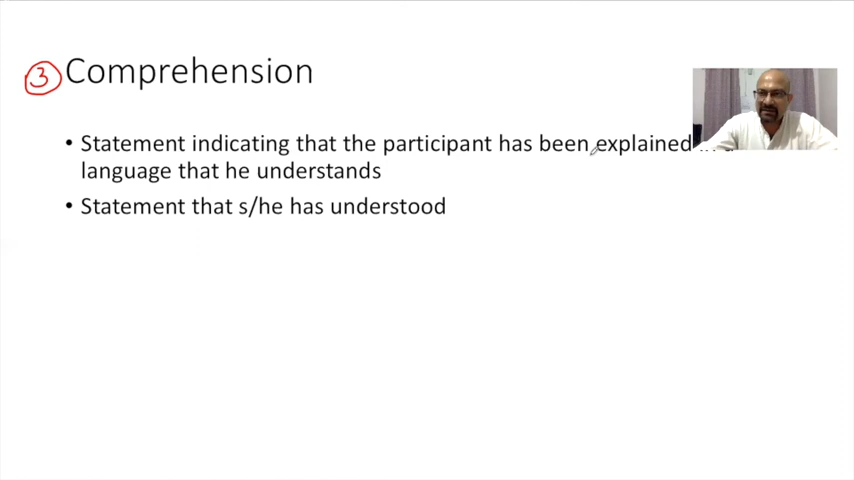 ③ Comprehension
• Statement indicating that the participant has been explained
language that he understands
• Statement that s/he has understood